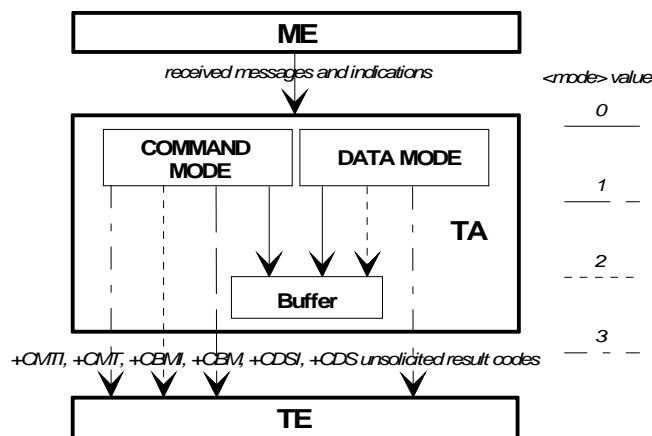 ME
received messages and indications
<mode> value
0
COMMAND
MODE
DATA MODE
1
TA
2
Buffer
3
+CMTI, +CMT, +CBMI, +CBM, +CDSI, +CDS unsolicited result codes
TE